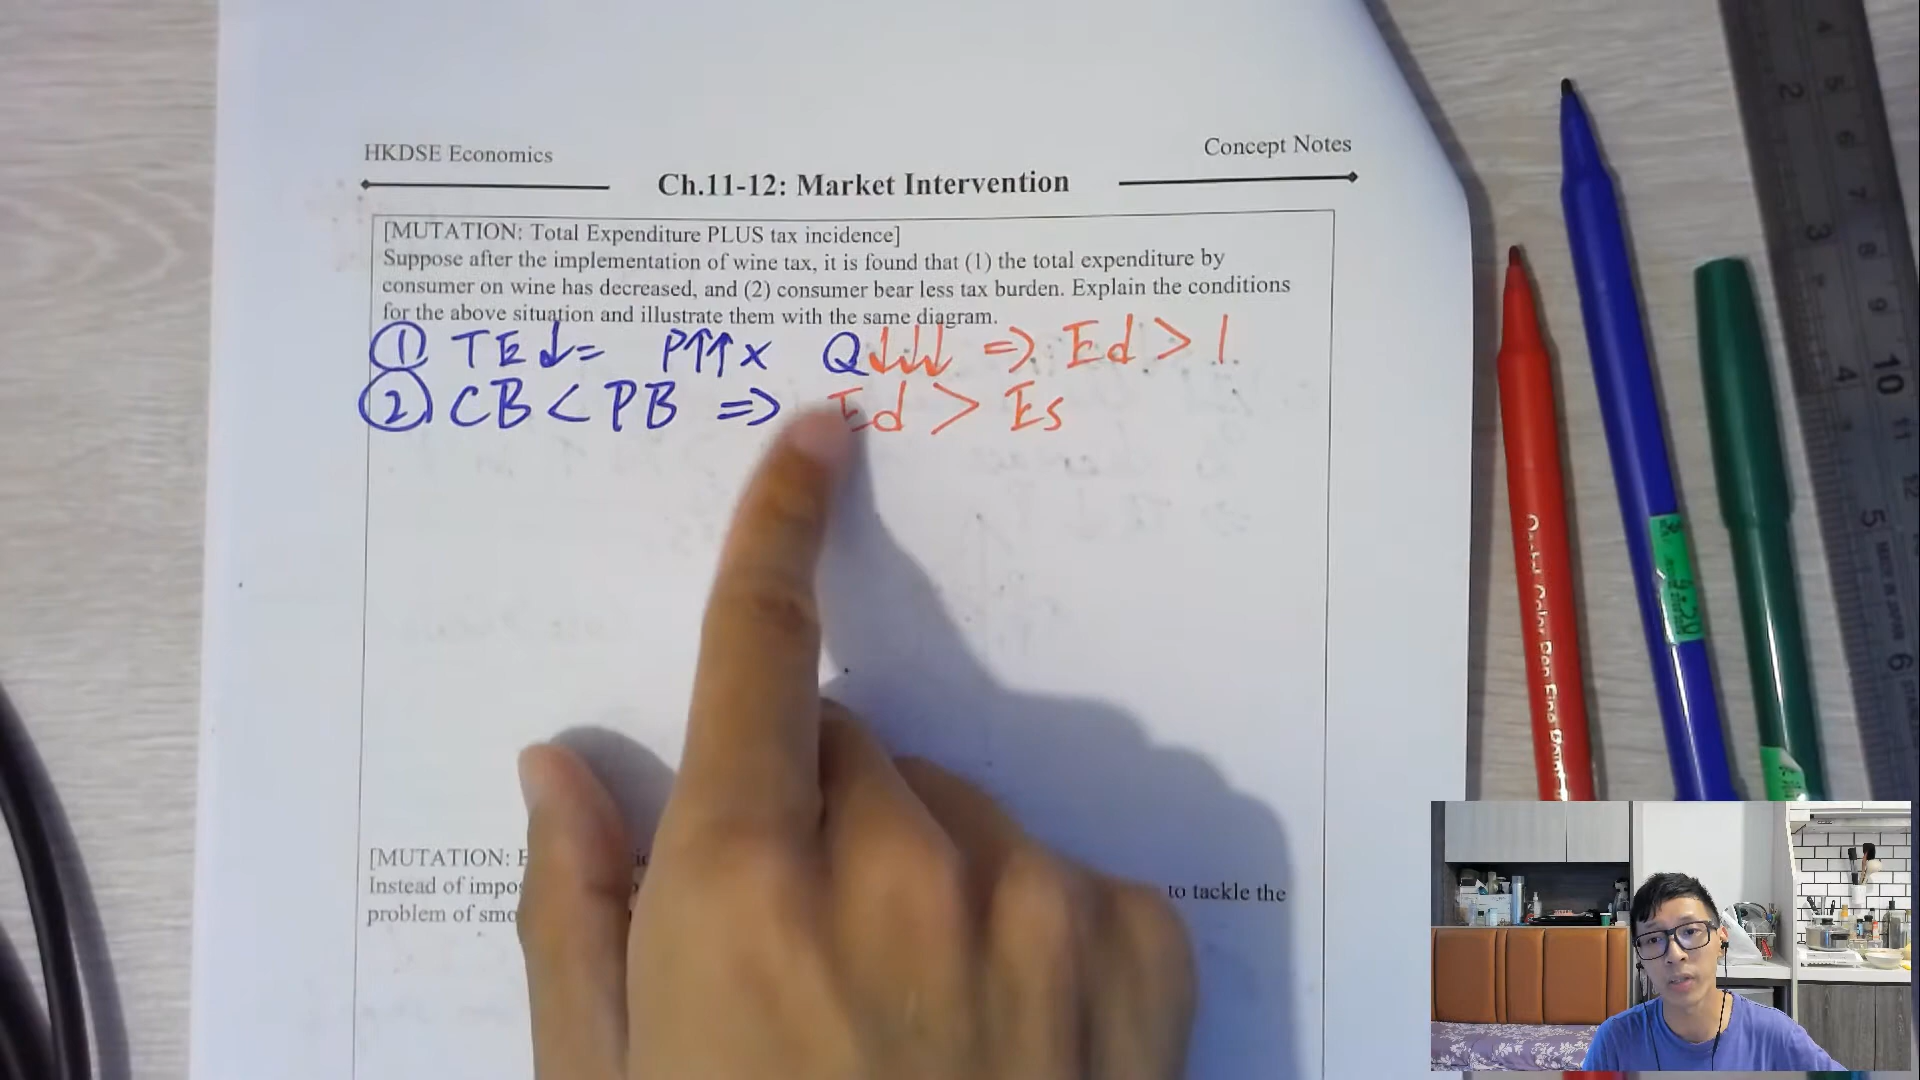 HKDSE Economics
Concept Notes
Ch.11-12: Market Intervention
[MUTATION: Total Expenditure PLUS tax incidence]
Suppose after the implementation of wine tax, it is found that (1) the total expenditure by
consumer on wine has decreased, and (2) consumer bear less tax burden. Explain the conditions
for the above situation and illustrate them with the same diagram.
① TE↓= P↑↑x Q↓↓↓ => Ed > 1
② CB < PB => Ed > Es
[MUTATION:
Instead of
to tackle the
problem of